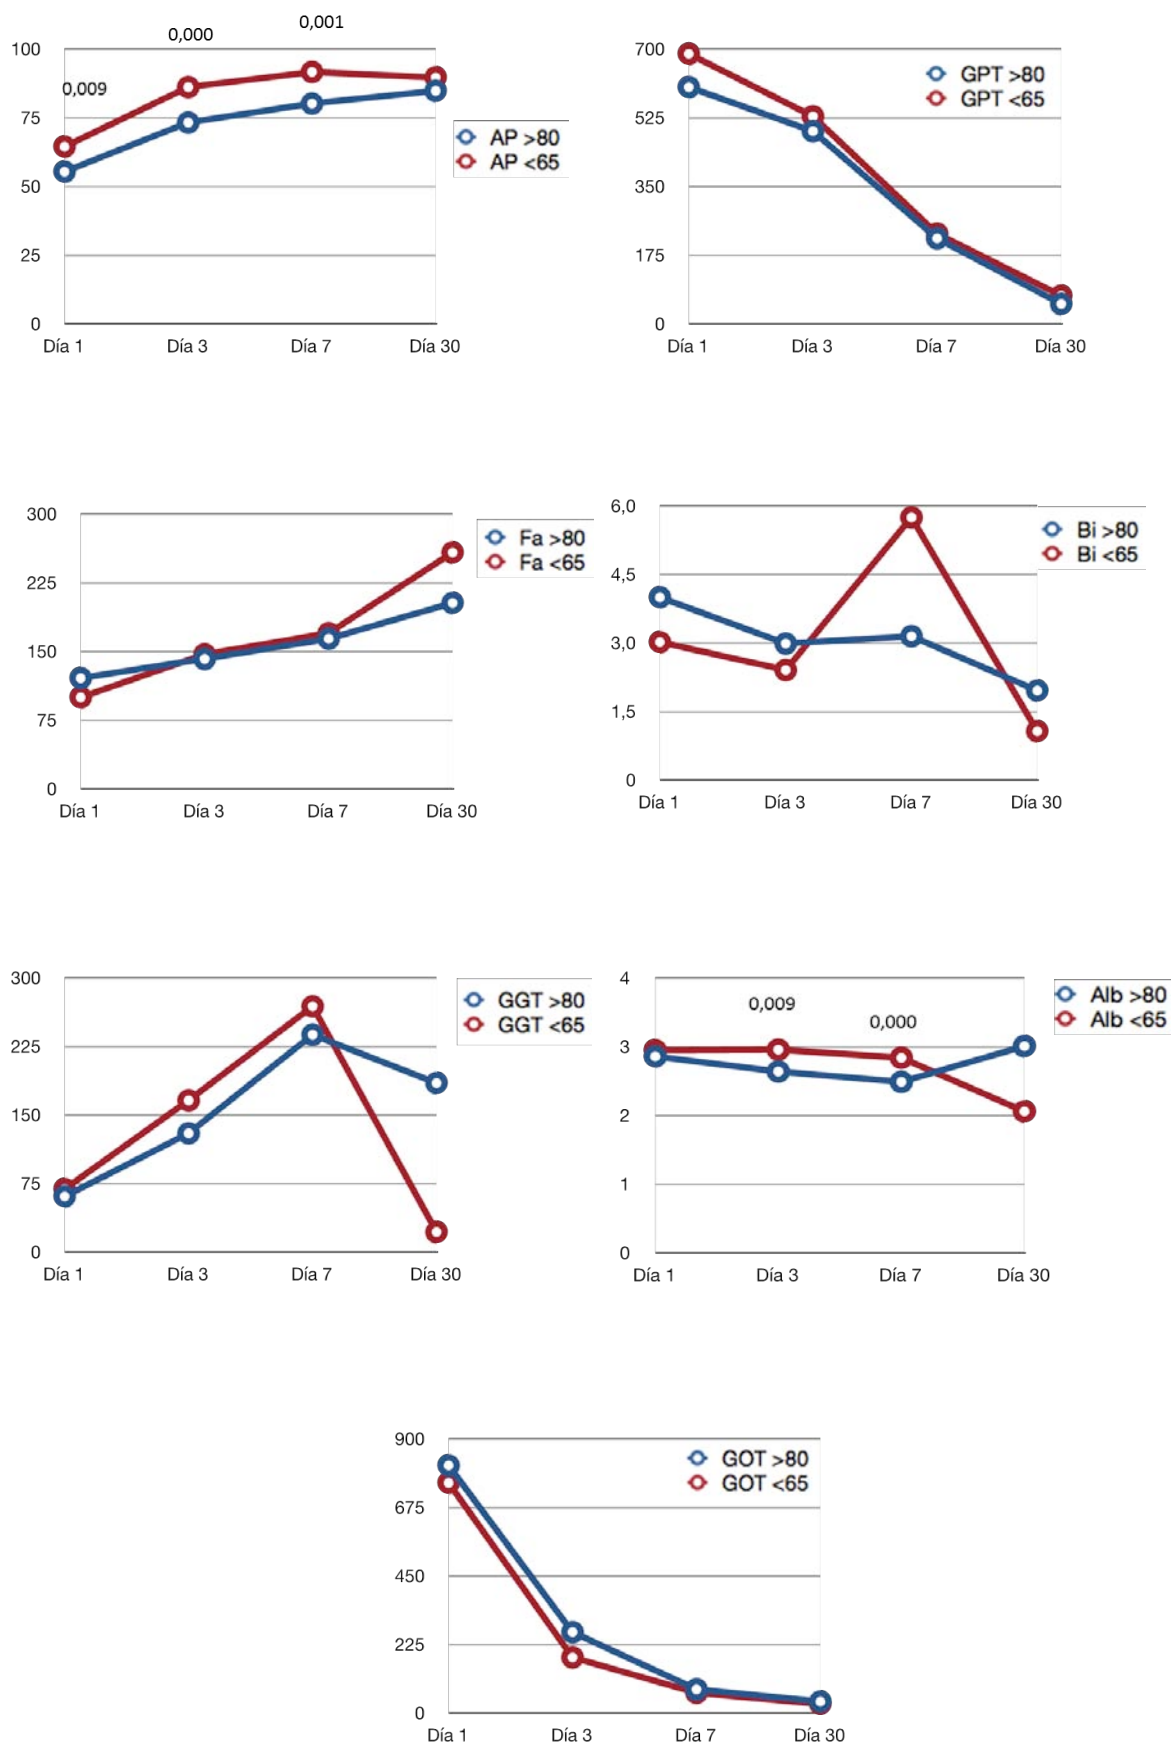 0,000
0,001
100
0,009
75
50
25
0
Día 1
Día 3
Día 7
Día 30
AP >80
AP <65
700
525
350
175
0
Día 1
Día 3
Día 7
Día 30
GPT >80
GPT <65
300
225
150
75
0
Día 1
Día 3
Día 7
Día 30
Fa >80
Fa <65
6,0
4,5
3,0
1,5
0
Día 1
Día 3
Día 7
Día 30
Bi >80
Bi <65
300
225
150
75
0
Día 1
Día 3
Día 7
Día 30
GGT >80
GGT <65
4
3
2
1
0
0,009
0,000
Día 1
Día 3
Día 7
Día 30
Alb >80
Alb <65
900
675
450
225
0
Día 1
Día 3
Día 7
Día 30
GOT >80
GOT <65